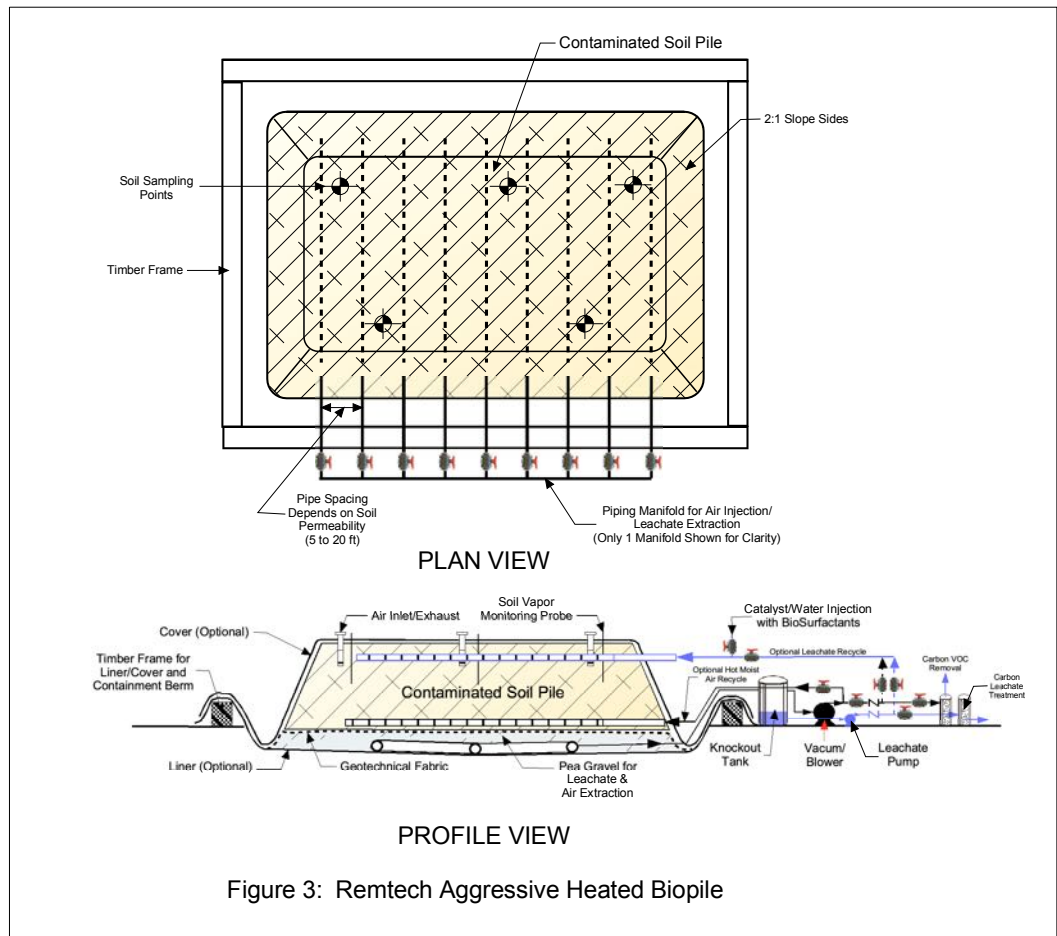 Contaminated Soil Pile
2:1 Slope Sides
Soil Sampling
Points
Timber Frame
Pipe Spacing
Depends on Soil
Permeability
(5 to 20 ft)
Piping Manifold for Air Injection/
Leachate Extraction
(Only 1 Manifold Shown for Clarity)
PLAN VIEW
Air Inlet/Exhaust
Soil Vapor
Monitoring Probe
Catalyst/Water Injection
with BioSurfactants
Cover (Optional)
Timber Frame for
Liner/Cover and
Containment Berm
Optional Leachate Recycle
Optional Hot Moist
Air Recycle
Carbon VOC
Removal
Carbon
Leachate
Treatment
Contaminated Soil Pile
Liner (Optional)
Geotechnical Fabric
Pea Gravel for
Leachate &
Air Extraction
Knockout
Tank
Vacum/
Blower
Leachate
Pump
PROFILE VIEW
Figure 3: Remtech Aggressive Heated Biopile